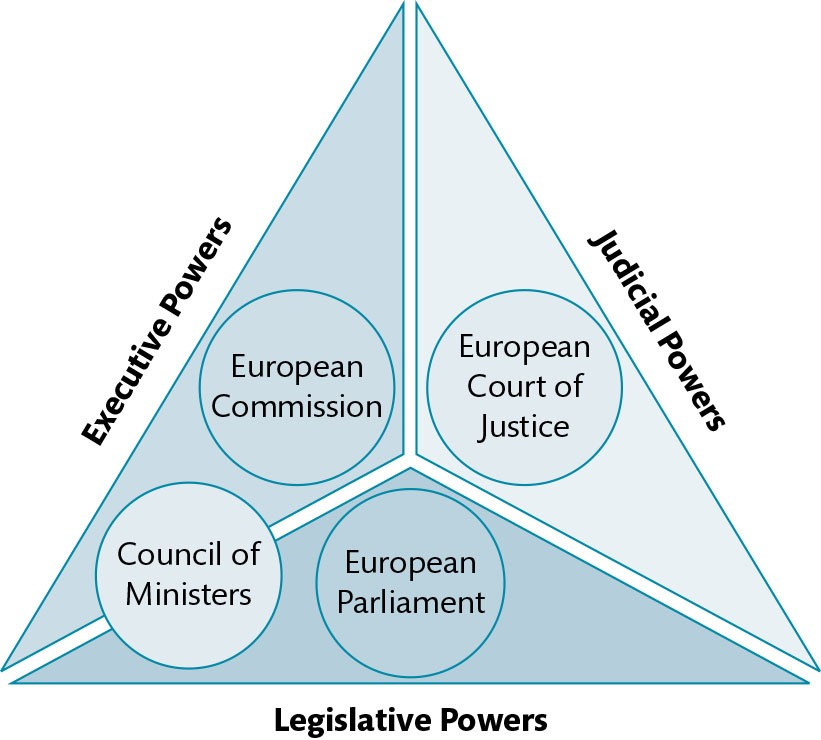 Executive Powers
Judicial Powers
European
Commission
European
Court of
Justice
Council of
Ministers
European
Parliament
Legislative Powers